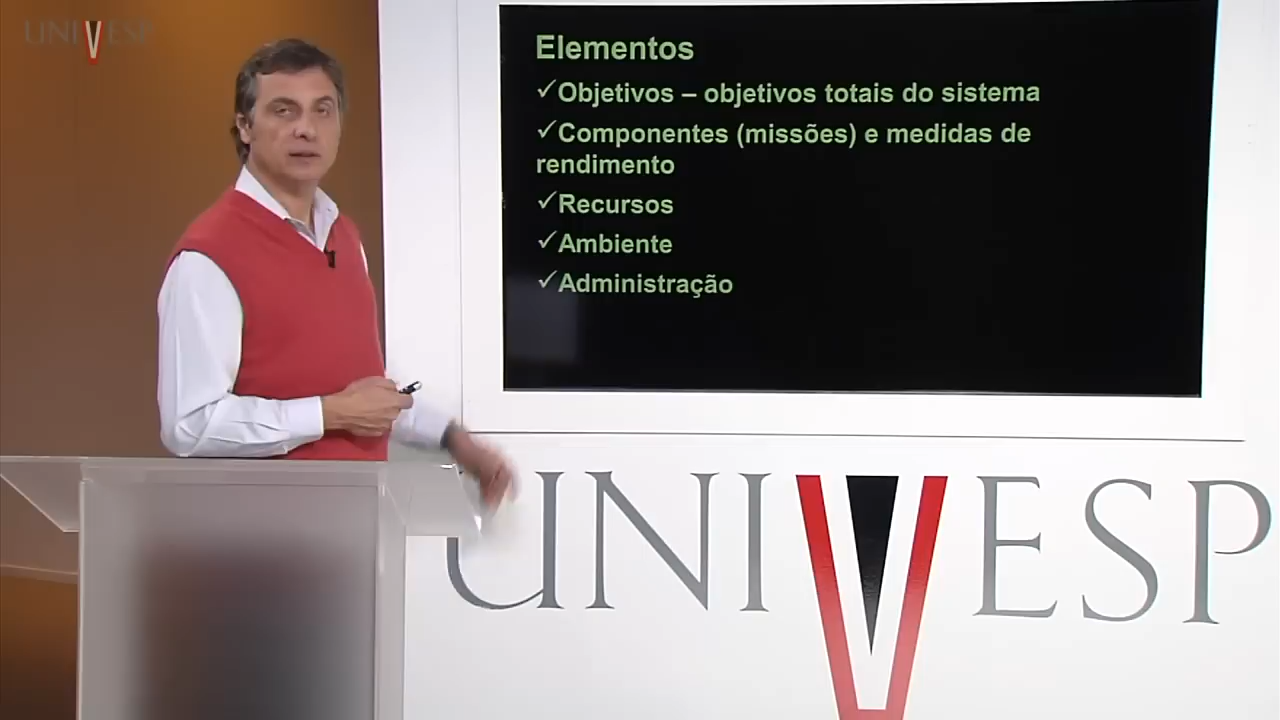 UNIVESP
Elementos
✓Objetivos – objetivos totais do sistema
✓Componentes (missões) e medidas de
rendimento
✓Recursos
✓Ambiente
✓Administração
UNIVESP